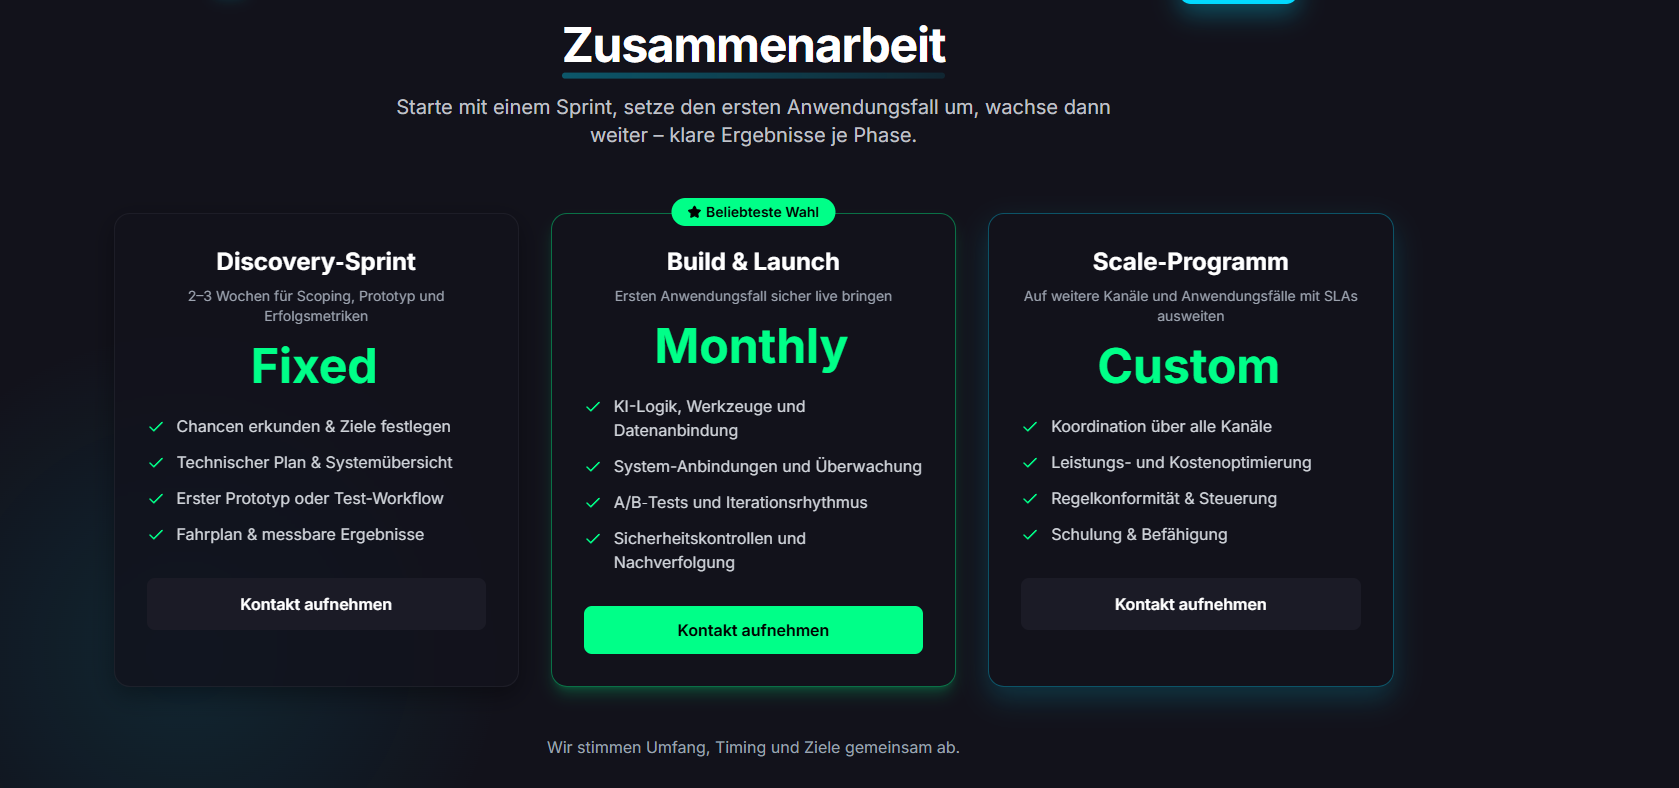 Zusammenarbeit
Starte mit einem Sprint, setze den ersten Anwendungsfall um, wachse dann
weiter – klare Ergebnisse je Phase.
Discovery-Sprint
2–3 Wochen für Scoping, Prototyp und
Erfolgsmetriken
Fixed
Chancen erkunden & Ziele festlegen
Technischer Plan & Systemübersicht
Erster Prototyp oder Test-Workflow
Fahrplan & messbare Ergebnisse
Kontakt aufnehmen
Beliebteste Wahl
Build & Launch
Ersten Anwendungsfall sicher live bringen
Monthly
KI-Logik, Werkzeuge und
Datenanbindung
System-Anbindungen und Überwachung
A/B-Tests und Iterationsrhythmus
Sicherheitskontrollen und
Nachverfolgung
Kontakt aufnehmen
Scale-Programm
Auf weitere Kanäle und Anwendungsfälle mit SLAs
ausweiten
Custom
Koordination über alle Kanäle
Leistungs- und Kostenoptimierung
Regelkonformität & Steuerung
Schulung & Befähigung
Kontakt aufnehmen
Wir stimmen Umfang, Timing und Ziele gemeinsam ab.